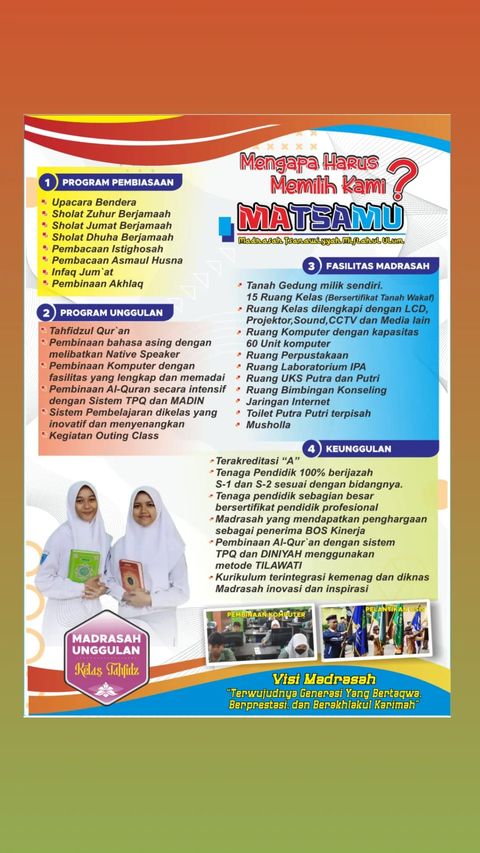 Mengapa Harus
Memilih Kami ?
MATSAMU
Madrasah Tsanawiyyah Miftahul Ulum
1 PROGRAM PEMBIASAAN
Upacara Bendera
Sholat Zuhur Berjamaah
Sholat Jumat Berjamaah
Sholat Dhuha Berjamaah
Pembacaan Istighosah
Pembacaan Asmaul Husna
Infaq Jum`at
Pembinaan Akhlaq
2 PROGRAM UNGGULAN
Tahfidzul Qur`an
Pembinaan bahasa asing dengan
melibatkan Native Speaker
Pembinaan Komputer dengan
fasilitas yang lengkap dan memadai
Pembinaan Al-Quran secara intensif
dengan Sistem TPQ dan MADIN
Sistem Pembelajaran dikelas yang
inovatif dan menyenangkan
Kegiatan Outing Class
3 FASILITAS MADRASAH
Tanah Gedung milik sendiri.
15 Ruang Kelas (Bersertifikat Tanah Wakaf)
Ruang Kelas dilengkapi dengan LCD,
Projektor,Sound,CCTV dan Media lain
Ruang Komputer dengan kapasitas
60 Unit komputer
Ruang Perpustakaan
Ruang Laboratorium IPA
Ruang UKS Putra dan Putri
Ruang Bimbingan Konseling
Jaringan Internet
Toilet Putra Putri terpisah
Musholla
4 KEUNGGULAN
Terakreditasi “A”
Tenaga Pendidik 100% berijazah
S-1 dan S-2 sesuai dengan bidangnya.
Tenaga pendidik sebagian besar
bersertifikat pendidik profesional
Madrasah yang mendapatkan penghargaan
sebagai penerima BOS Kinerja
Pembinaan Al-Qur`an dengan sistem
TPQ dan DINIYAH menggunakan
metode TILAWATI
Kurikulum terintegrasi kemenag dan diknas
Madrasah inovasi dan inspirasi
PEMBINAAN KOMPUTER
PELANTIKAN OSIS
MADRASAH
UNGGULAN
Kelas Tahfidz
Visi Madrasah
"Terwujudnya Generasi Yang Bertaqwa,
Berprestasi, dan Berakhlakul Karimah"